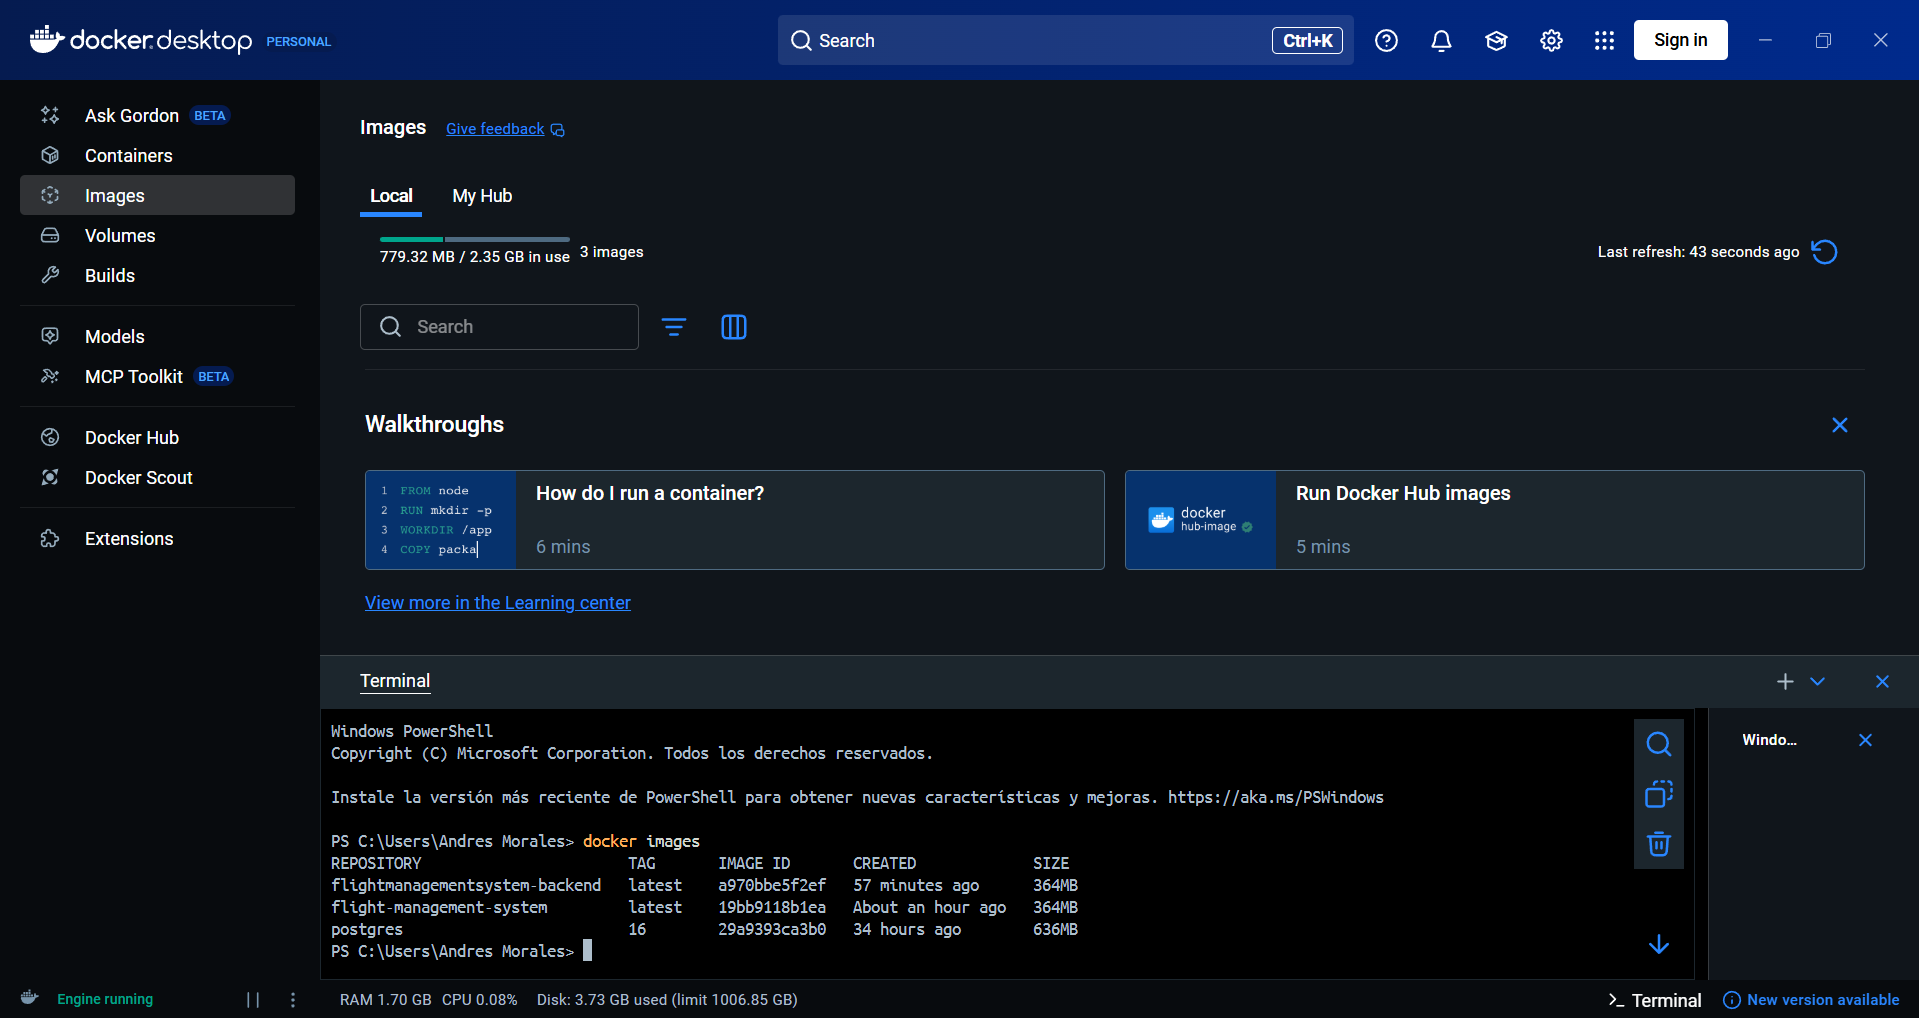 docker.desktop PERSONAL
Search Ctrl+K
Sign in
Ask Gordon BETA
Containers
Images
Volumes
Builds
Models
MCP Toolkit BETA
Docker Hub
Docker Scout
Extensions
Images Give feedback
Local My Hub
779.32 MB / 2.35 GB in use 3 images
Last refresh: 43 seconds ago
Search
Walkthroughs
1 FROM node
2 RUN mkdir -p
3 WORKDIR /app
4 COPY packa
How do I run a container?
6 mins
docker
hub-image
Run Docker Hub images
5 mins
View more in the Learning center
Terminal
Windows PowerShell
Copyright (C) Microsoft Corporation. Todos los derechos reservados.
Instale la versión más reciente de PowerShell para obtener nuevas características y mejoras. https://aka.ms/PSWindows
PS C:\Users\Andres Morales> docker images
REPOSITORY TAG IMAGE ID CREATED SIZE
flightmanagementsystem-backend latest a970bbe5f2ef 57 minutes ago 364MB
flight-management-system latest 19bb9118b1ea About an hour ago 364MB
postgres 16 29a9393ca3b0 34 hours ago 636MB
PS C:\Users\Andres Morales>
Windo...
Engine running
RAM 1.70 GB CPU 0.08% Disk: 3.73 GB used (limit 1006.85 GB)
Terminal
New version available